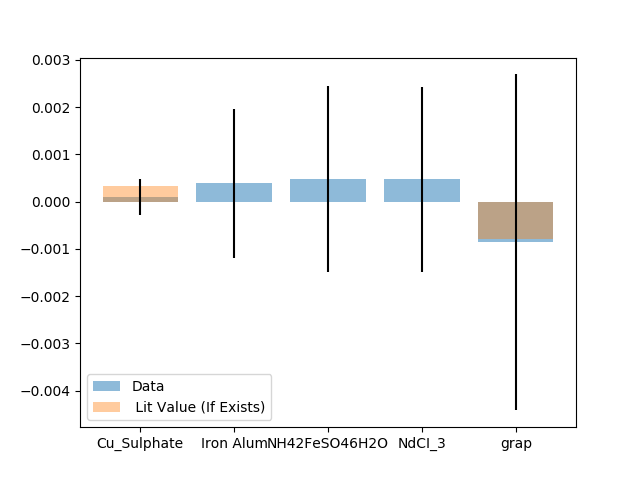 0.003
0.002
0.001
0.000
−0.001
−0.002
−0.003
−0.004
Data
Lit Value (If Exists)
Cu_Sulphate Iron Alum NH42FeSO46H2O NdCl_3 grap